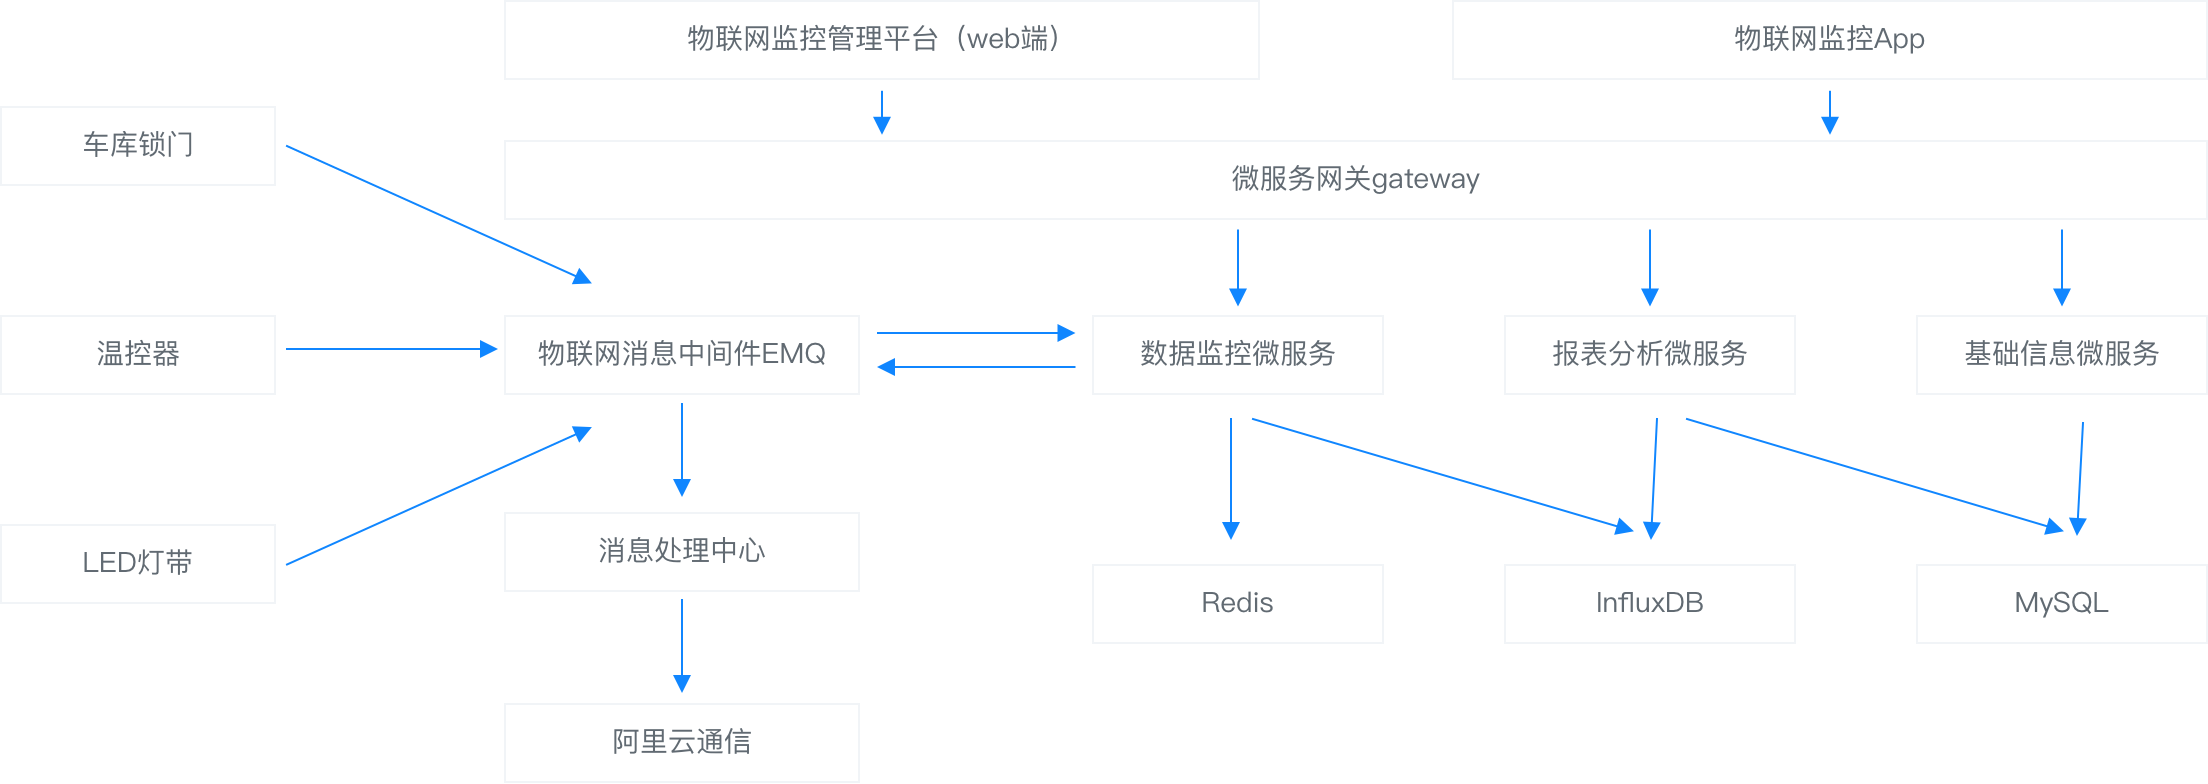 物联网监控管理平台（web端）
物联网监控App
车库锁门
微服务网关gateway
温控器
物联网消息中间件EMQ
数据监控微服务
报表分析微服务
基础信息微服务
LED灯带
消息处理中心
Redis
InfluxDB
MySQL
阿里云通信